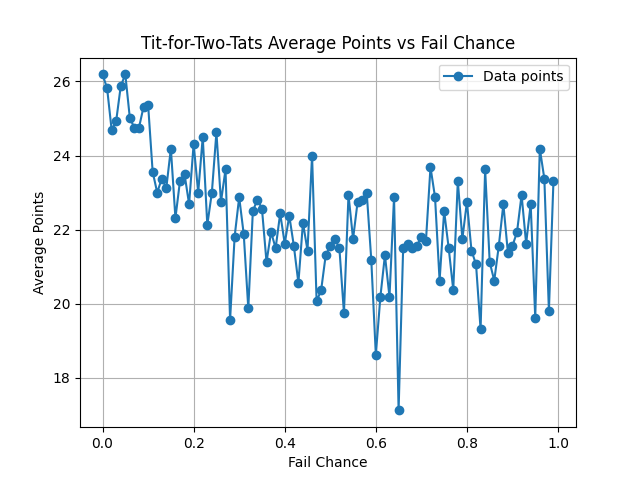 Tit-for-Two-Tats Average Points vs Fail Chance
Data points
26
24
22
20
18
Average Points
0.0 0.2 0.4 0.6 0.8 1.0
Fail Chance